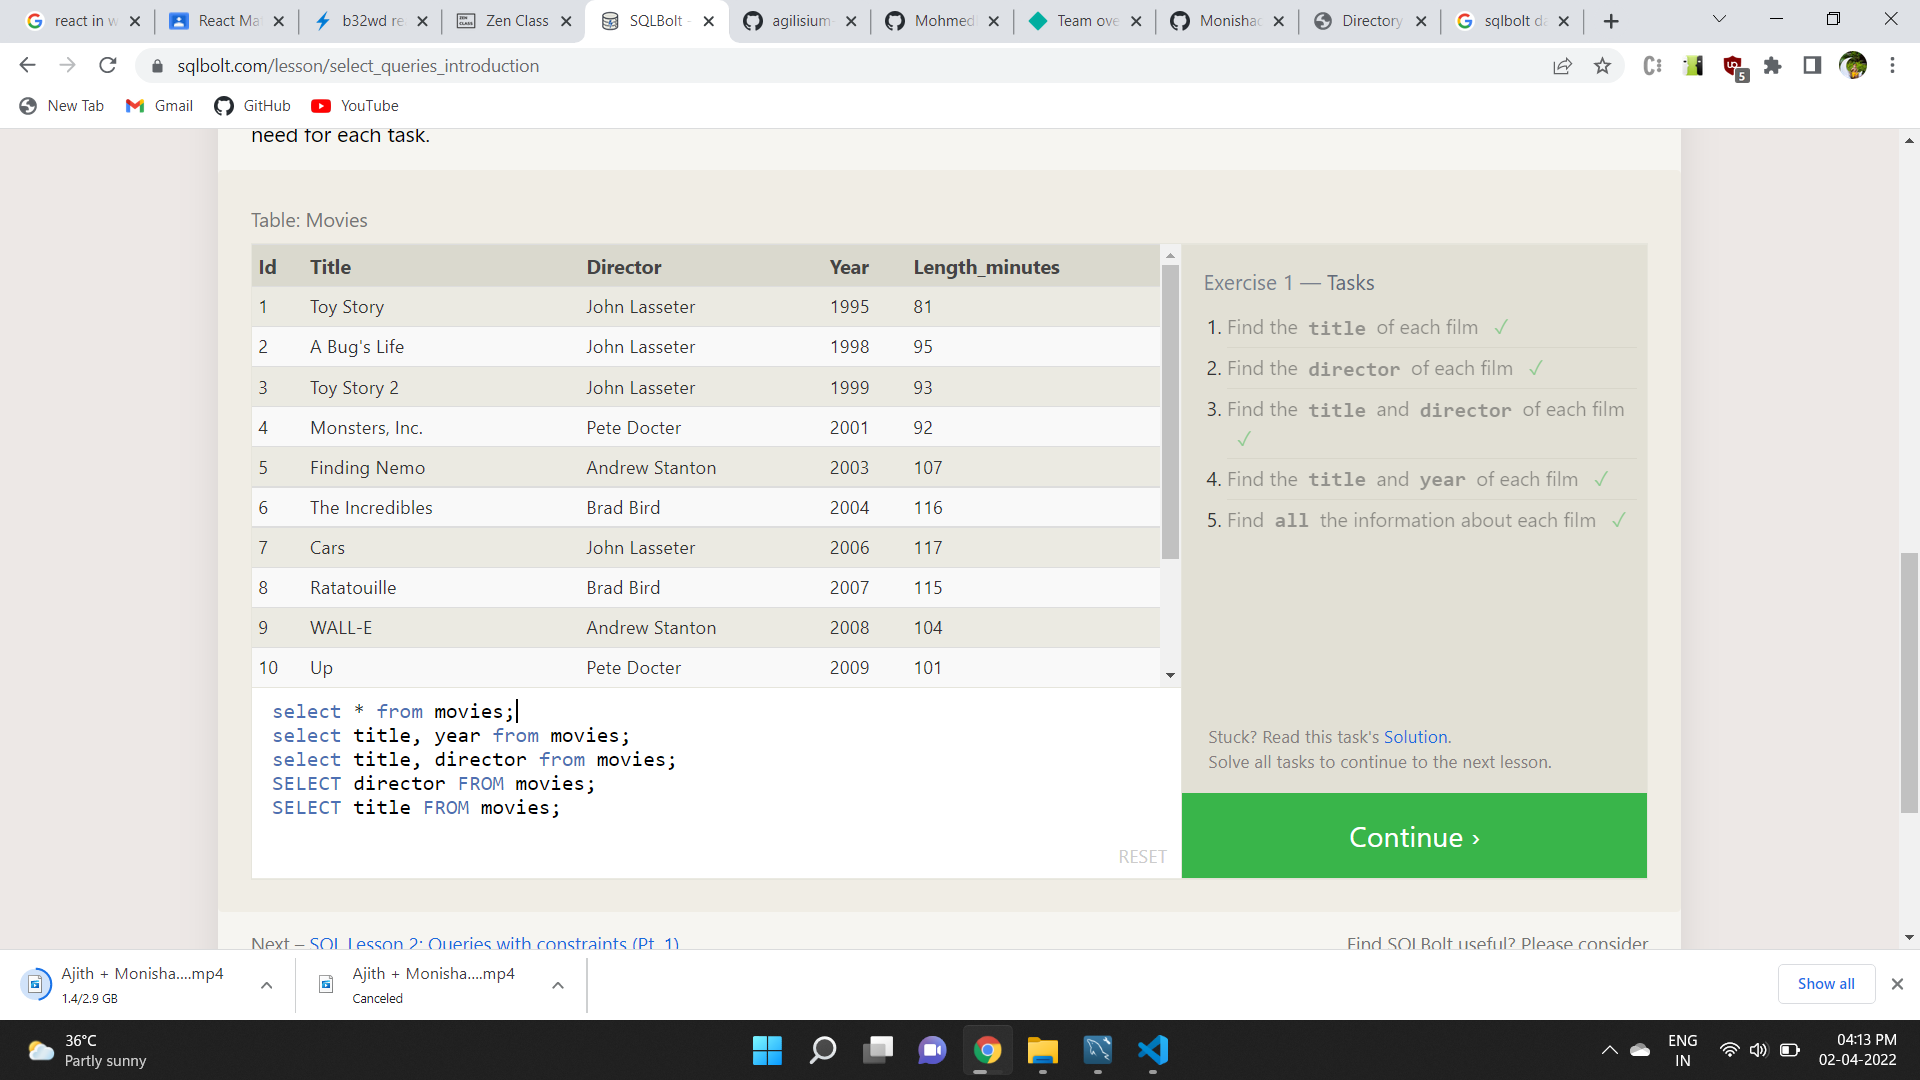 react in w
React Ma
b32wd re
Zen Class
SQLBolt -
agilisium-
Mohmed
Team ove
Monisha
Directory
sqlbolt da
sqlbolt.com/lesson/select_queries_introduction
5
New Tab
Gmail
GitHub
YouTube
need for each task.
Table: Movies
Id Title Director Year Length_minutes
1 Toy Story John Lasseter 1995 81
2 A Bug's Life John Lasseter 1998 95
3 Toy Story 2 John Lasseter 1999 93
4 Monsters, Inc. Pete Docter 2001 92
5 Finding Nemo Andrew Stanton 2003 107
6 The Incredibles Brad Bird 2004 116
7 Cars John Lasseter 2006 117
8 Ratatouille Brad Bird 2007 115
9 WALL-E Andrew Stanton 2008 104
10 Up Pete Docter 2009 101
select * from movies;
select title, year from movies;
select title, director from movies;
SELECT director FROM movies;
SELECT title FROM movies;
RESET
Exercise 1 — Tasks
1. Find the title of each film ✓
2. Find the director of each film ✓
3. Find the title and director of each film
✓
4. Find the title and year of each film ✓
5. Find all the information about each film ✓
Stuck? Read this task's Solution.
Solve all tasks to continue to the next lesson.
Continue ›
Next – SQL Lesson 2: Queries with constraints (Pt. 1)
Find SQLBolt useful? Please consider
Ajith + Monisha....mp4
1.4/2.9 GB
Ajith + Monisha....mp4
Canceled
Show all
36°C
Partly sunny
ENG
IN
04:13 PM
02-04-2022